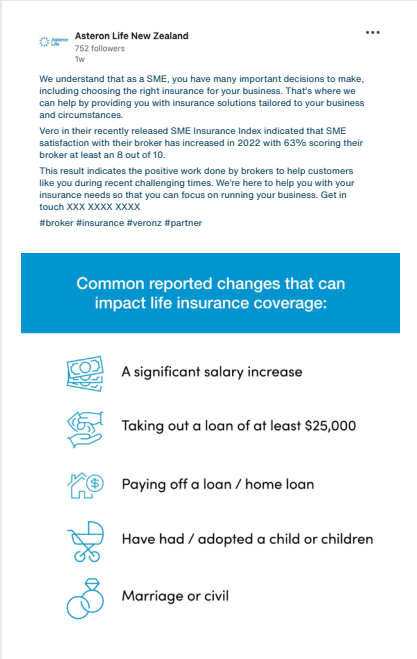 Asteron Life New Zealand
Asteron
Life
752 followers
1w
We understand that as a SME, you have many important decisions to make,
including choosing the right insurance for your business. That's where we
can help by providing you with insurance solutions tailored to your business
and circumstances.
Vero in their recently released SME Insurance Index indicated that SME
satisfaction with their broker has increased in 2022 with 63% scoring their
broker at least an 8 out of 10.
This result indicates the positive work done by brokers to help customers
like you during recent challenging times. We're here to help you with your
insurance needs so that you can focus on running your business. Get in
touch XXX XXXX XXXX
#broker #insurance #veronz #partner
Common reported changes that can
impact life insurance coverage:
A significant salary increase
Taking out a loan of at least $25,000
Paying off a loan / home loan
Have had / adopted a child or children
Marriage or civil